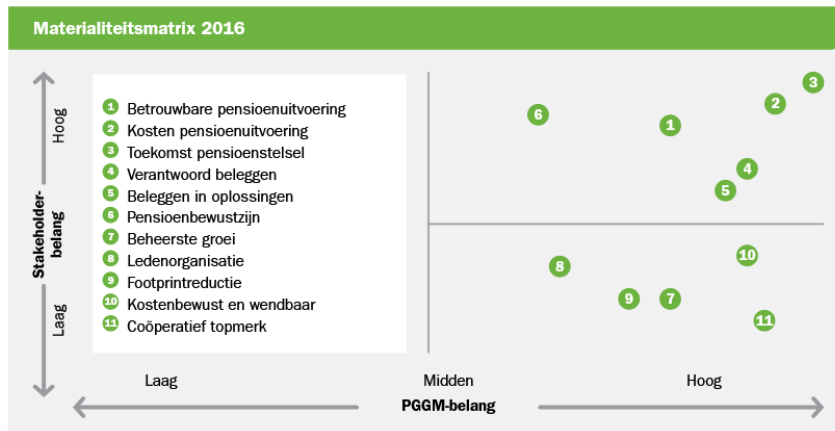 Materialiteitsmatrix 2016
Hoog
Stakeholder-
belang
Laag
1 Betrouwbare pensioenuitvoering
2 Kosten pensioenuitvoering
3 Toekomst pensioenstelsel
4 Verantwoord beleggen
5 Beleggen in oplossingen
6 Pensioenbewustzijn
7 Beheerste groei
8 Ledenorganisatie
9 Footprintreductie
10 Kostenbewust en wendbaar
11 Coöperatief topmerk
3
2
6
1
4
5
10
8
9
7
11
Laag
Midden
Hoog
PGGM-belang